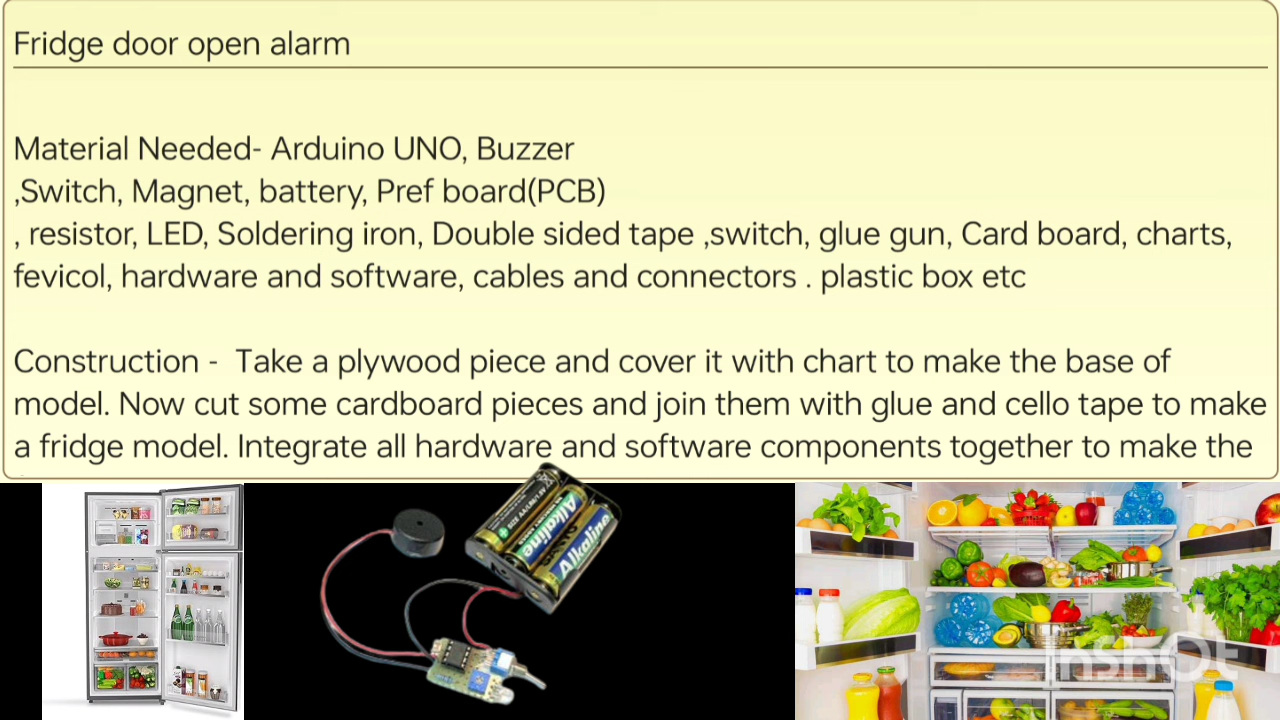 Fridge door open alarm
Material Needed- Arduino UNO, Buzzer
,Switch, Magnet, battery, Pref board(PCB)
, resistor, LED, Soldering iron, Double sided tape ,switch, glue gun, Card board, charts,
fevicol, hardware and software, cables and connectors . plastic box etc
Construction -  Take a plywood piece and cover it with chart to make the base of
model. Now cut some cardboard pieces and join them with glue and cello tape to make
a fridge model. Integrate all hardware and software components together to make the
Alkaline
Alkaline
InShOt